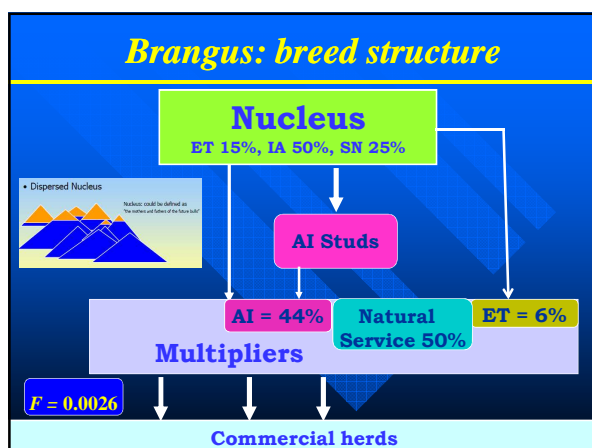 Brangus: breed structure
Nucleus
ET 15%, IA 50%, SN 25%
• Dispersed Nucleus
Nucleus: could be defined as
"the mothers and fathers of the future bulls"
AI Studs
AI = 44%
Natural
Service 50%
ET = 6%
Multipliers
F = 0.0026
Commercial herds